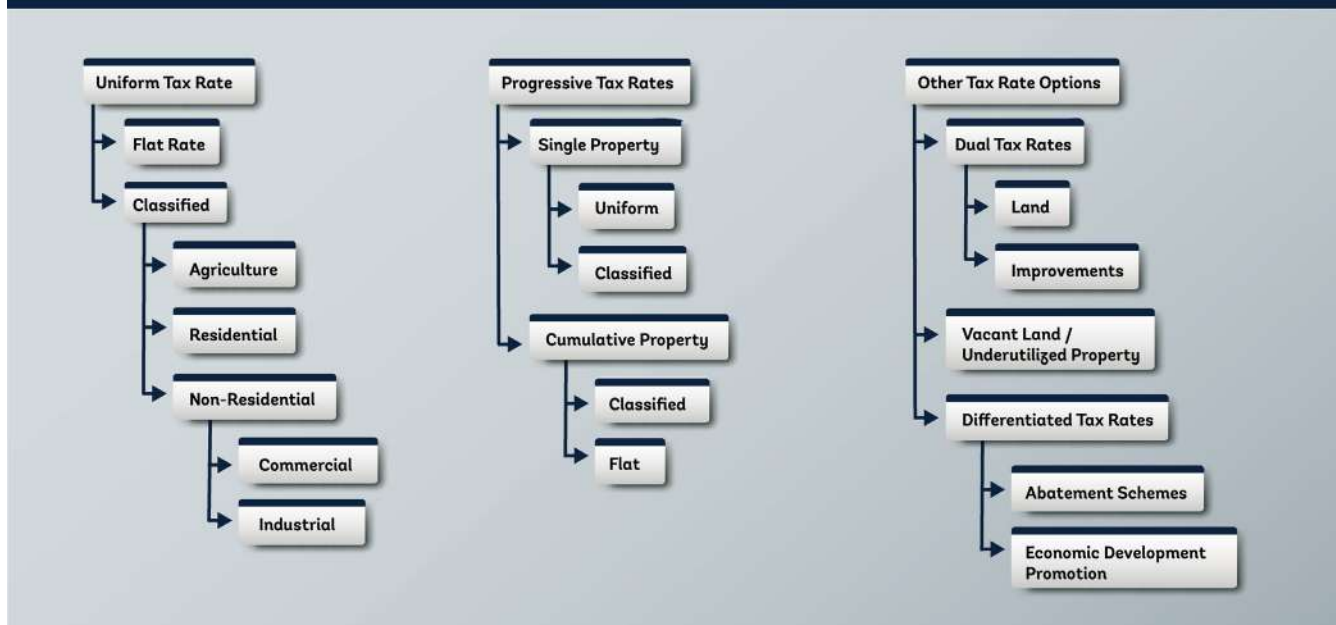 Uniform Tax Rate
Flat Rate
Classified
Agriculture
Residential
Non-Residential
Commercial
Industrial
Progressive Tax Rates
Single Property
Uniform
Classified
Cumulative Property
Classified
Flat
Other Tax Rate Options
Dual Tax Rates
Land
Improvements
Vacant Land /
Underutilized Property
Differentiated Tax Rates
Abatement Schemes
Economic Development
Promotion